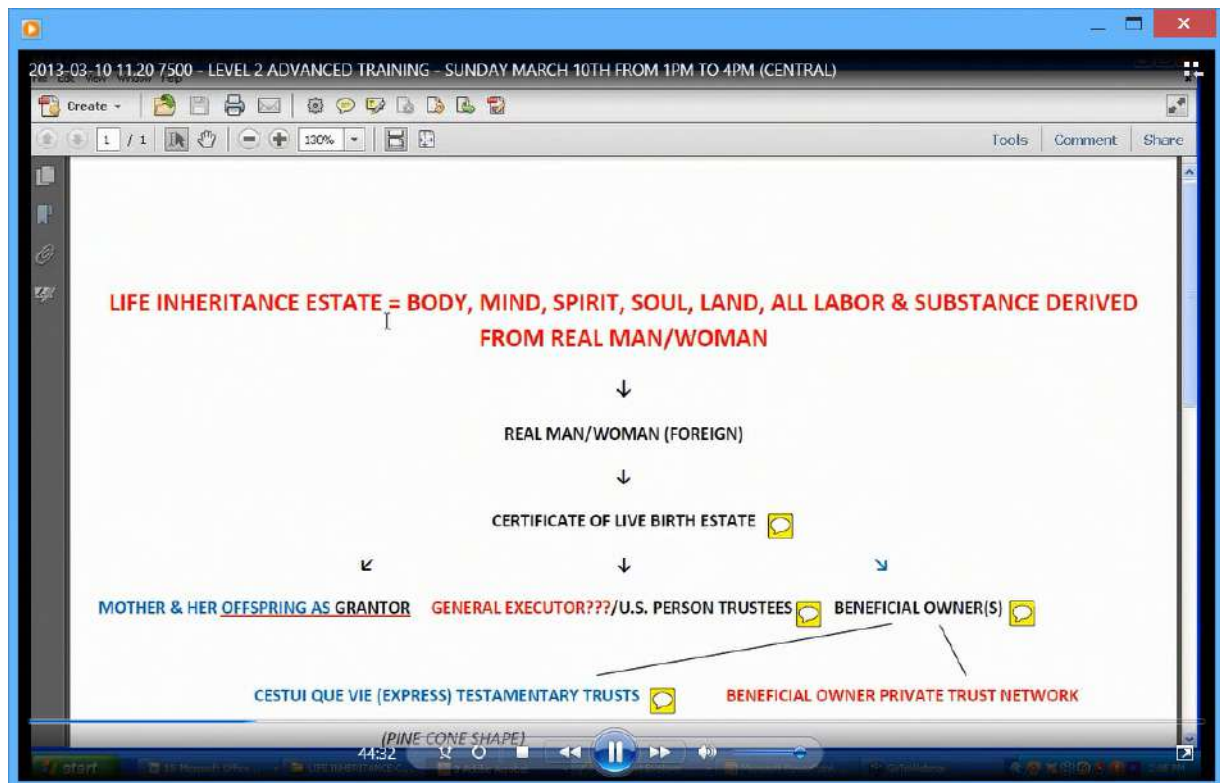 2013-03-10 11.20 7500 - LEVEL 2 ADVANCED TRAINING - SUNDAY MARCH 10TH FROM 1PM TO 4PM (CENTRAL)
Create
1 / 1 130% Tools Comment Share
LIFE INHERITANCE ESTATE = BODY, MIND, SPIRIT, SOUL, LAND, ALL LABOR & SUBSTANCE DERIVED
FROM REAL MAN/WOMAN
↓
REAL MAN/WOMAN (FOREIGN)
↓
CERTIFICATE OF LIVE BIRTH ESTATE
↙ ↓ ↘
MOTHER & HER OFFSPRING AS GRANTOR GENERAL EXECUTOR???/U.S. PERSON TRUSTEES BENEFICIAL OWNER(S)
CESTUI QUE VIE (EXPRESS) TESTAMENTARY TRUSTS BENEFICIAL OWNER PRIVATE TRUST NETWORK
(PINE CONE SHAPE)
44:32
start